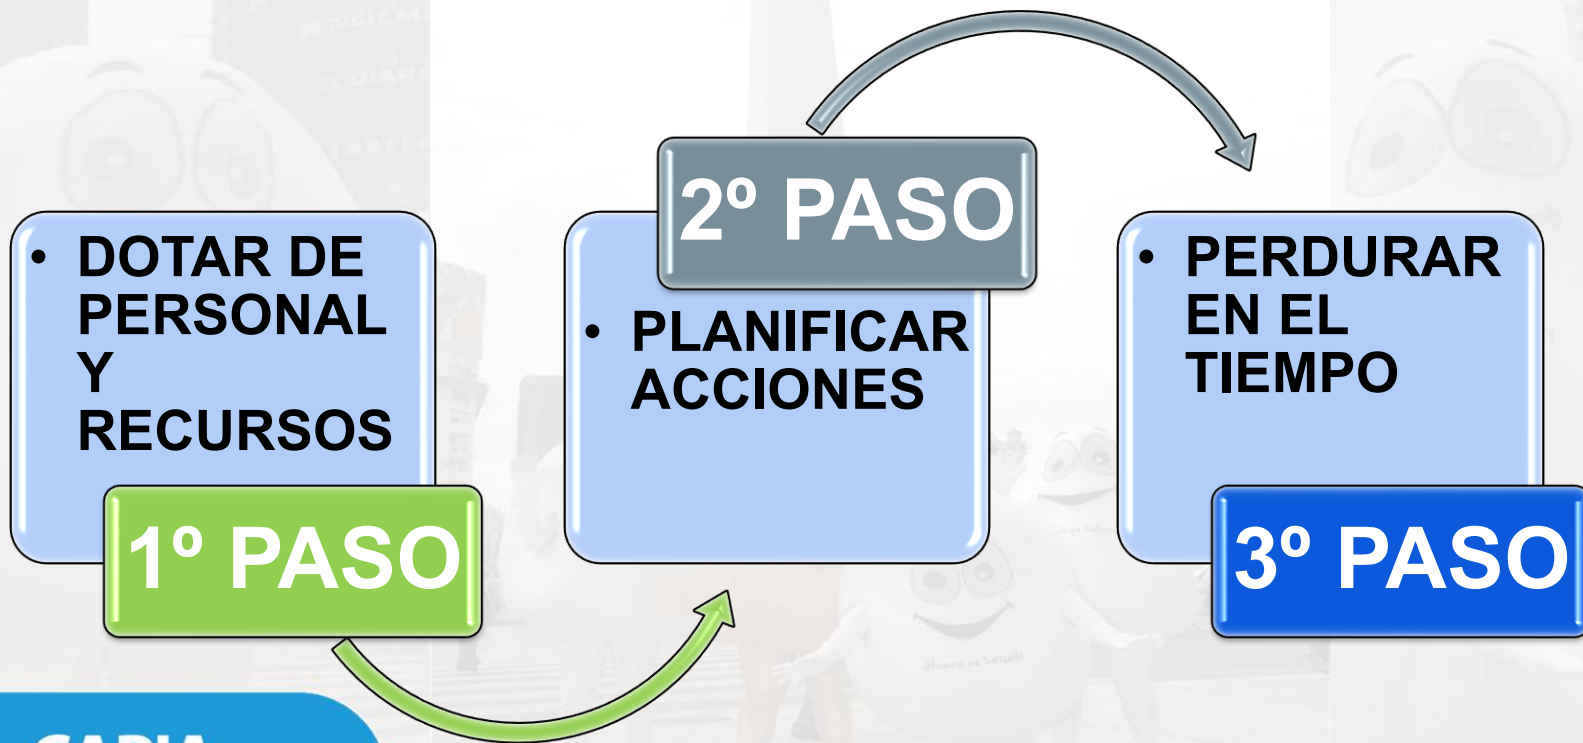 • DOTAR DE
PERSONAL
Y
RECURSOS
1º PASO
2º PASO
• PLANIFICAR
ACCIONES
• PERDURAR
EN EL
TIEMPO
3º PASO